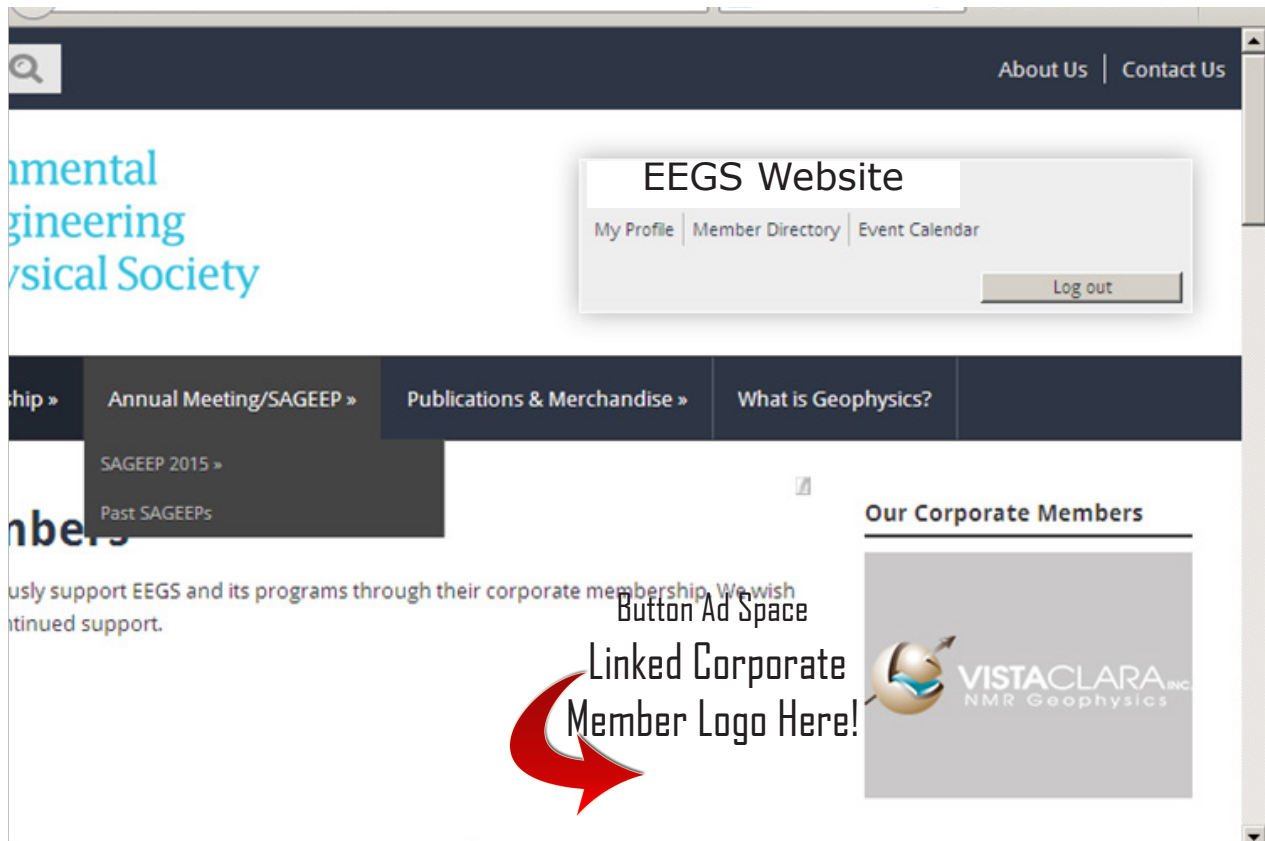 About Us | Contact Us
nmental
gineering
ysical Society
EEGS Website
My Profile | Member Directory | Event Calendar
Log out
ship »
Annual Meeting/SAGEEP »
Publications & Merchandise »
What is Geophysics?
SAGEEP 2015 »
Past SAGEEPs
mbers
Our Corporate Members
usly support EEGS and its programs through their corporate membership. We wish
ntinued support.
Button Ad Space
Linked Corporate
Member Logo Here!
VISTACLARA INC.
NMR Geophysics